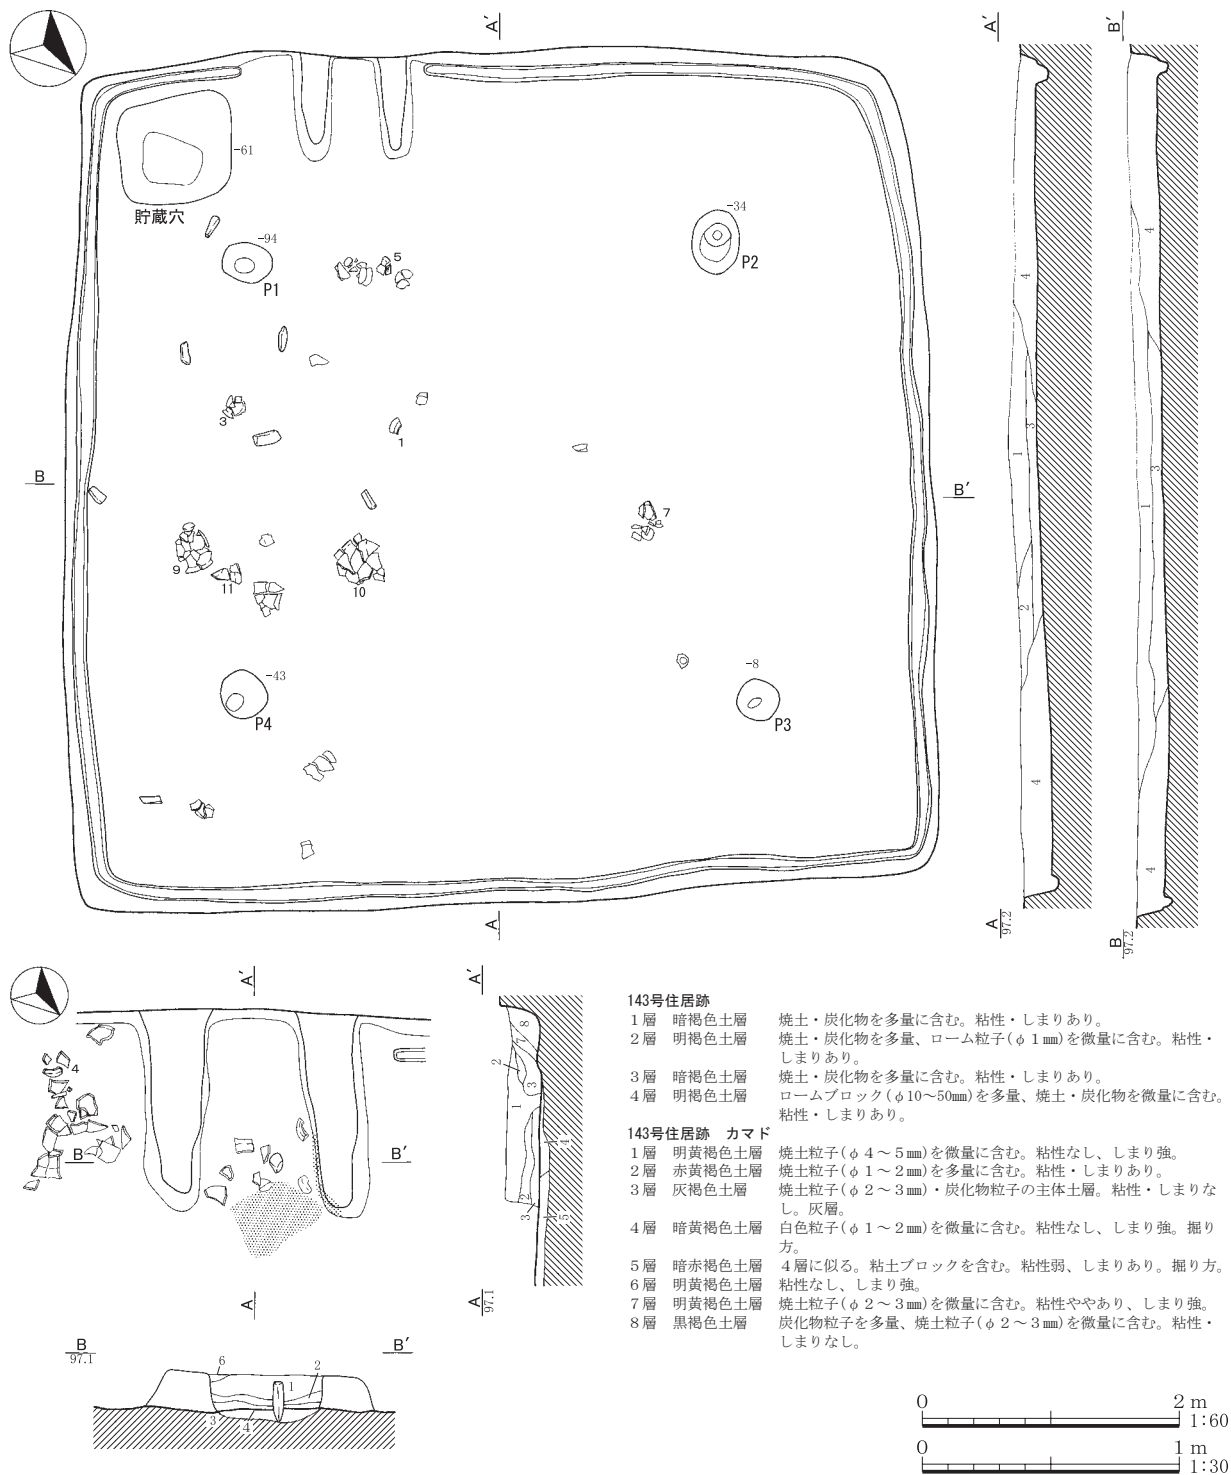 A′
A′
B′
-61
貯蔵穴
-94
P1
5
-34
P2
3
1
B
B′
7
9
11
10
-43
P4
-8
P3
A
4
4
3
1
2
4
A
97.2
4
3
1
4
B
97.2
A′
A′
4
B
B′
A
8
7
2
3
1
4
2
3
5
A
97.1
B
97.1
B′
6
2
1
3
4
143号住居跡
1層 暗褐色土層 焼土・炭化物を多量に含む。粘性・しまりあり。
2層 明褐色土層 焼土・炭化物を多量、ローム粒子(φ1㎜)を微量に含む。粘性・
しまりあり。
3層 暗褐色土層 焼土・炭化物を多量に含む。粘性・しまりあり。
4層 明褐色土層 ロームブロック(φ10～50㎜)を多量、焼土・炭化物を微量に含む。
粘性・しまりあり。
143号住居跡 カマド
1層 明黄褐色土層 焼土粒子(φ4～5㎜)を微量に含む。粘性なし、しまり強。
2層 赤黄褐色土層 焼土粒子(φ1～2㎜)を多量に含む。粘性・しまりあり。
3層 灰褐色土層 焼土粒子(φ2～3㎜)・炭化物粒子の主体土層。粘性・しまりな
し。灰層。
4層 暗黄褐色土層 白色粒子(φ1～2㎜)を微量に含む。粘性なし、しまり強。掘り
方。
5層 暗赤褐色土層 4層に似る。粘土ブロックを含む。粘性弱、しまりあり。掘り方。
6層 明黄褐色土層 粘性なし、しまり強。
7層 明黄褐色土層 焼土粒子(φ2～3㎜)を微量に含む。粘性ややあり、しまり強。
8層 黒褐色土層 炭化物粒子を多量、焼土粒子(φ2～3㎜)を微量に含む。粘性・
しまりなし。
0 2 m
1:60
0 1 m
1:30